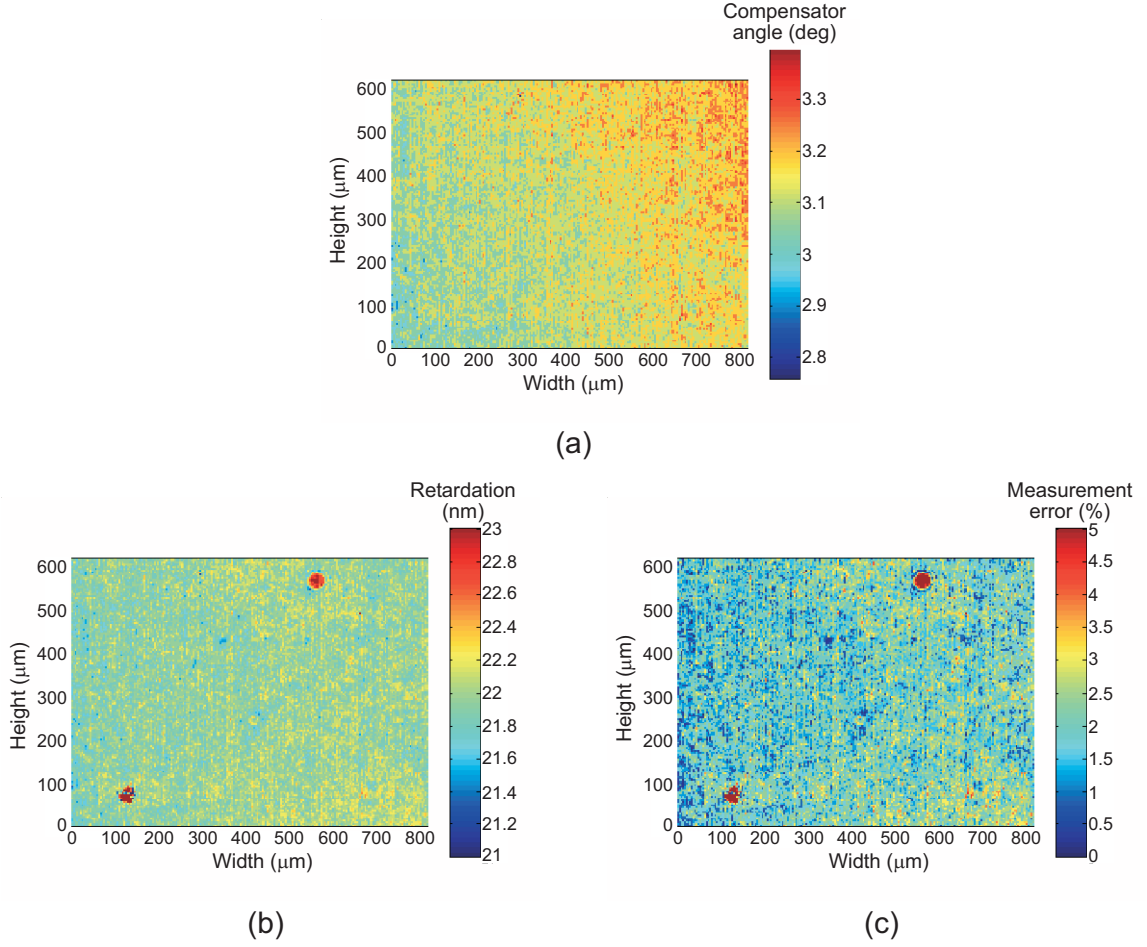 Compensator
angle (deg)
600
500
400
300
200
100
0
Height (μm)
0 100 200 300 400 500 600 700 800
Width (μm)
3.3
3.2
3.1
3
2.9
2.8
(a)
Retardation
(nm)
600
500
400
300
200
100
0
Height (μm)
0 100 200 300 400 500 600 700 800
Width (μm)
23
22.8
22.6
22.4
22.2
22
21.8
21.6
21.4
21.2
21
(b)
Measurement
error (%)
600
500
400
300
200
100
0
Height (μm)
0 100 200 300 400 500 600 700 800
Width (μm)
5
4.5
4
3.5
3
2.5
2
1.5
1
0.5
0
(c)